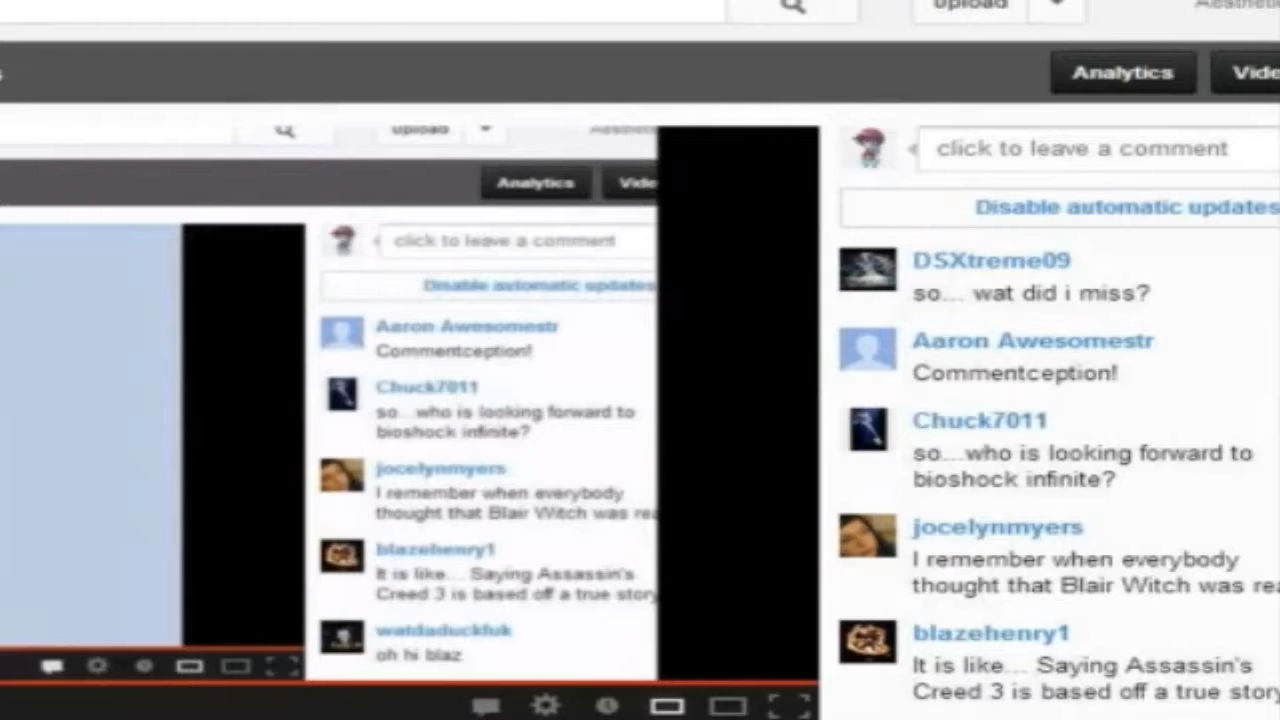 Upload
Aestheti
Analytics
Vide
Upload
Aesthe
Analytics
Vide
click to leave a comment
Disable automatic updates
Aaron Awesomestr
Commentception!
Chuck7011
so...who is looking forward to
bioshock infinite?
jocelynmyers
I remember when everybody
thought that Blair Witch was rea
blazehenry1
It is like... Saying Assassin's
Creed 3 is based off a true story
watdaduckfuk
oh hi blaz
click to leave a comment
Disable automatic updates
DSXtreme09
so... wat did i miss?
Aaron Awesomestr
Commentception!
Chuck7011
so...who is looking forward to
bioshock infinite?
jocelynmyers
I remember when everybody
thought that Blair Witch was rea
blazehenry1
It is like... Saying Assassin's
Creed 3 is based off a true story